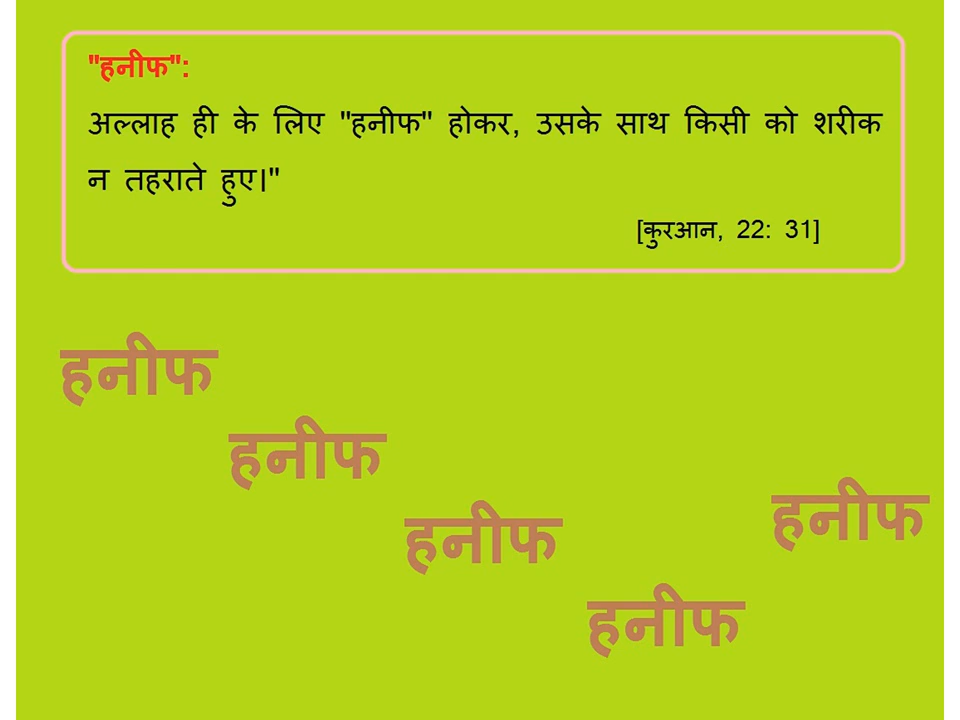 "हनीफ":
अल्लाह ही के लिए "हनीफ" होकर, उसके साथ किसी को शरीक
न तहराते हुए।"
[कुरआन, 22: 31]
हनीफ
हनीफ
हनीफ
हनीफ
हनीफ